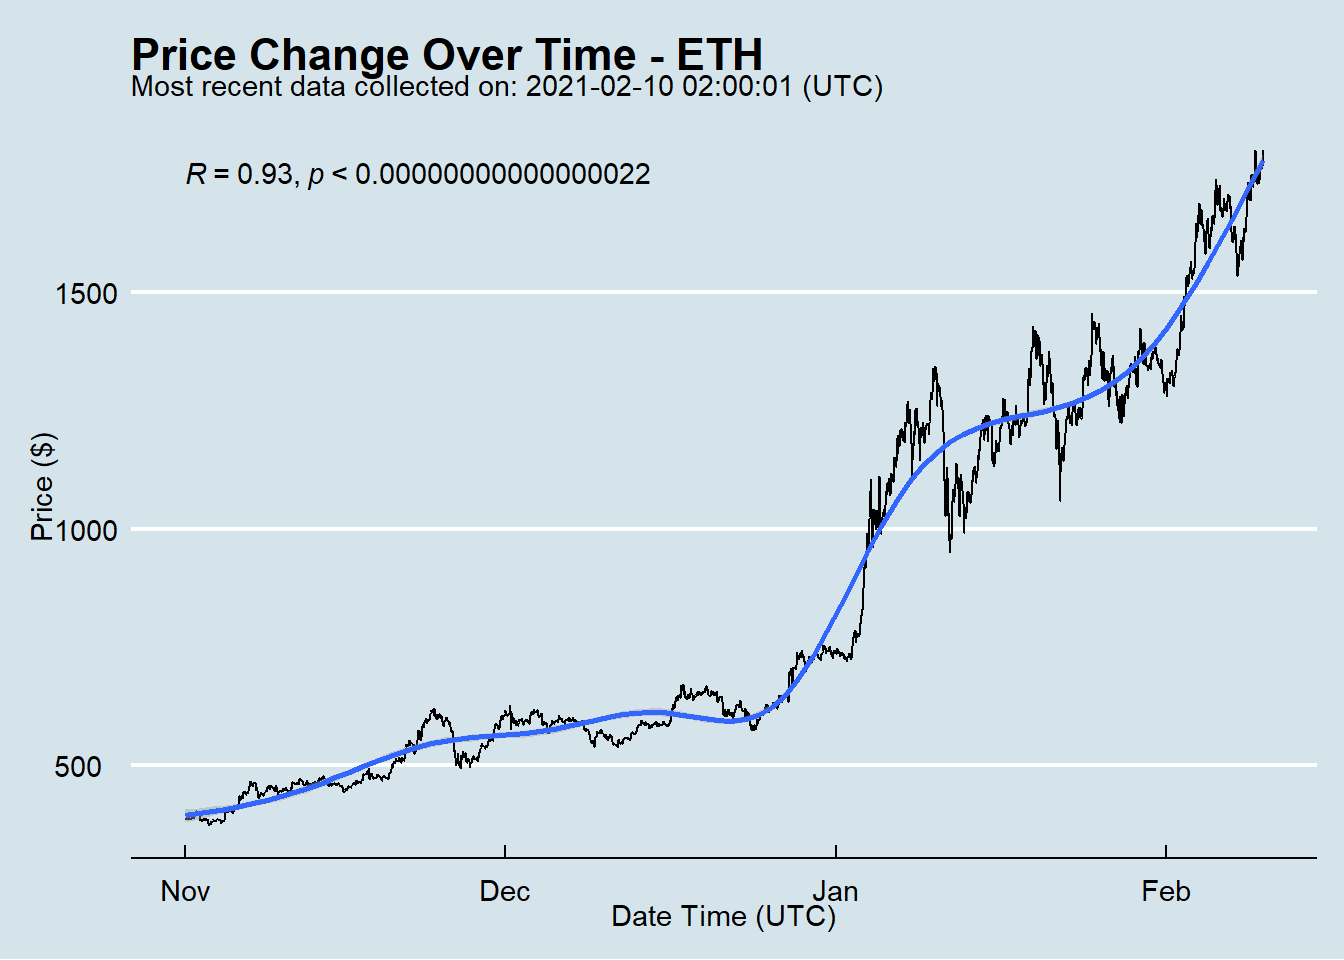 Price Change Over Time - ETH
Most recent data collected on: 2021-02-10 02:00:01 (UTC)
R = 0.93, p < 0.00000000000000022
1500
1000
500
Price ($)
Nov Dec Jan Feb
Date Time (UTC)